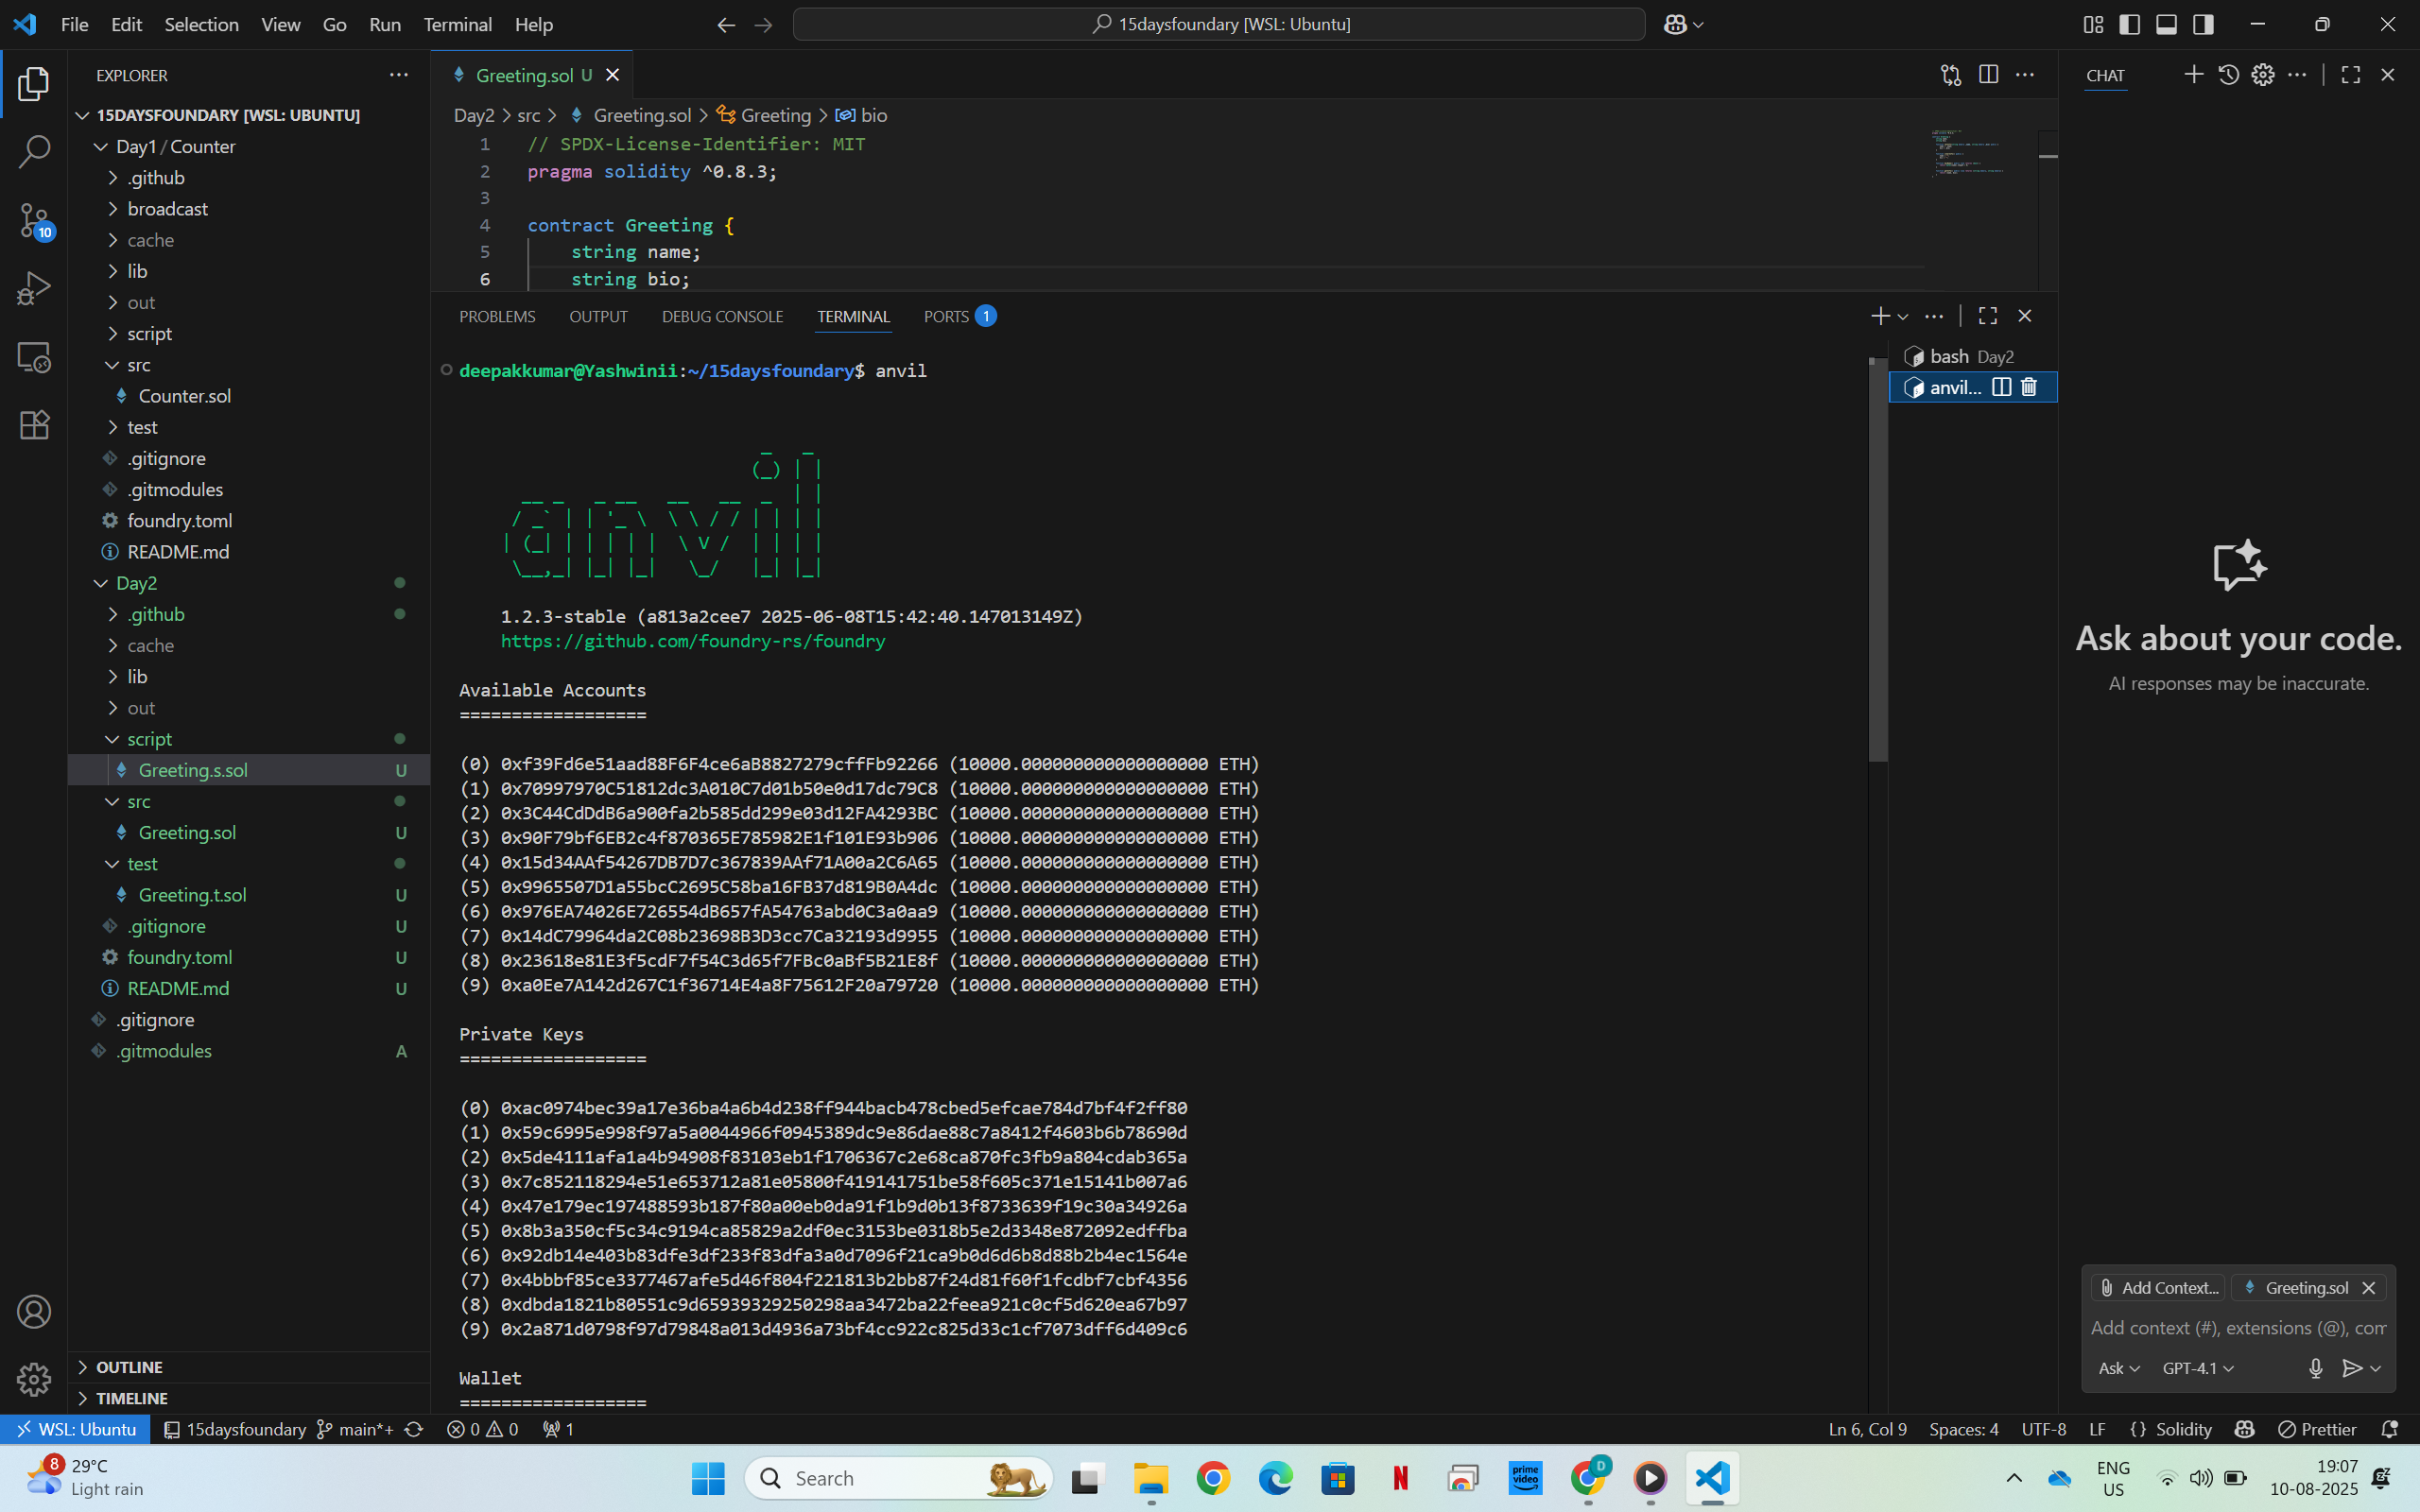 File Edit Selection View Go Run Terminal Help
15daysfoundary [WSL: Ubuntu]
EXPLORER
15DAYSFOUNDARY [WSL: UBUNTU]
Day1 / Counter
.github
broadcast
cache
lib
out
script
src
Counter.sol
test
.gitignore
.gitmodules
foundry.toml
README.md
Day2
.github
cache
lib
out
script
Greeting.s.sol U
src
Greeting.sol U
test
Greeting.t.sol U
.gitignore U
foundry.toml U
README.md U
.gitignore
.gitmodules A
OUTLINE
TIMELINE
10
Greeting.sol U
Day2 > src > Greeting.sol > Greeting > bio
1 // SPDX-License-Identifier: MIT
2 pragma solidity ^0.8.3;
3
4 contract Greeting {
5 string name;
6 string bio;
PROBLEMS OUTPUT DEBUG CONSOLE TERMINAL PORTS 1
deepakkumar@Yashwinii:~/15daysfoundary$ anvil
anvil
1.2.3-stable (a813a2cee7 2025-06-08T15:42:40.147013149Z)
https://github.com/foundry-rs/foundry
Available Accounts
==================
(0) 0xf39Fd6e51aad88F6F4ce6aB8827279cffFb92266 (10000.000000000000000000 ETH)
(1) 0x70997970C51812dc3A010C7d01b50e0d17dc79C8 (10000.000000000000000000 ETH)
(2) 0x3C44CdDdB6a900fa2b585dd299e03d12FA4293BC (10000.000000000000000000 ETH)
(3) 0x90F79bf6EB2c4f870365E785982E1f101E93b906 (10000.000000000000000000 ETH)
(4) 0x15d34AAf54267DB7D7c367839AAf71A00a2C6A65 (10000.000000000000000000 ETH)
(5) 0x9965507D1a55bcC2695C58ba16FB37d819B0A4dc (10000.000000000000000000 ETH)
(6) 0x976EA74026E726554dB657fA54763abd0C3a0aa9 (10000.000000000000000000 ETH)
(7) 0x14dC79964da2C08b23698B3D3cc7Ca32193d9955 (10000.000000000000000000 ETH)
(8) 0x23618e81E3f5cdF7f54C3d65f7FBc0aBf5B21E8f (10000.000000000000000000 ETH)
(9) 0xa0Ee7A142d267C1f36714E4a8F75612F20a79720 (10000.000000000000000000 ETH)
Private Keys
==================
(0) 0xac0974bec39a17e36ba4a6b4d238ff944bacb478cbed5efcae784d7bf4f2ff80
(1) 0x59c6995e998f97a5a0044966f0945389dc9e86dae88c7a8412f4603b6b78690d
(2) 0x5de4111afa1a4b94908f83103eb1f1706367c2e68ca870fc3fb9a804cdab365a
(3) 0x7c852118294e51e653712a81e05800f419141751be58f605c371e15141b007a6
(4) 0x47e179ec197488593b187f80a00eb0da91f1b9d0b13f8733639f19c30a34926a
(5) 0x8b3a350cf5c34c9194ca85829a2df0ec3153be0318b5e2d3348e872092edffba
(6) 0x92db14e403b83dfe3df233f83dfa3a0d7096f21ca9b0d6d6b8d88b2b4ec1564e
(7) 0x4bbbf85ce3377467afe5d46f804f221813b2bb87f24d81f60f1fcdbf7cbf4356
(8) 0xdbda1821b80551c9d65939329250298aa3472ba22feea921c0cf5d620ea67b97
(9) 0x2a871d0798f97d79848a013d4936a73bf4cc922c825d33c1cf7073dff6d409c6
Wallet
==================
bash Day2
anvil...
CHAT
Ask about your code.
AI responses may be inaccurate.
Add Context... Greeting.sol
Add context (#), extensions (@), com
Ask GPT-4.1
WSL: Ubuntu 15daysfoundary main*+ 0 0 1
Ln 6, Col 9 Spaces: 4 UTF-8 LF {} Solidity Prettier
8
29°C
Light rain
Search
prime video
N
D
ENG
US
19:07
10-08-2025